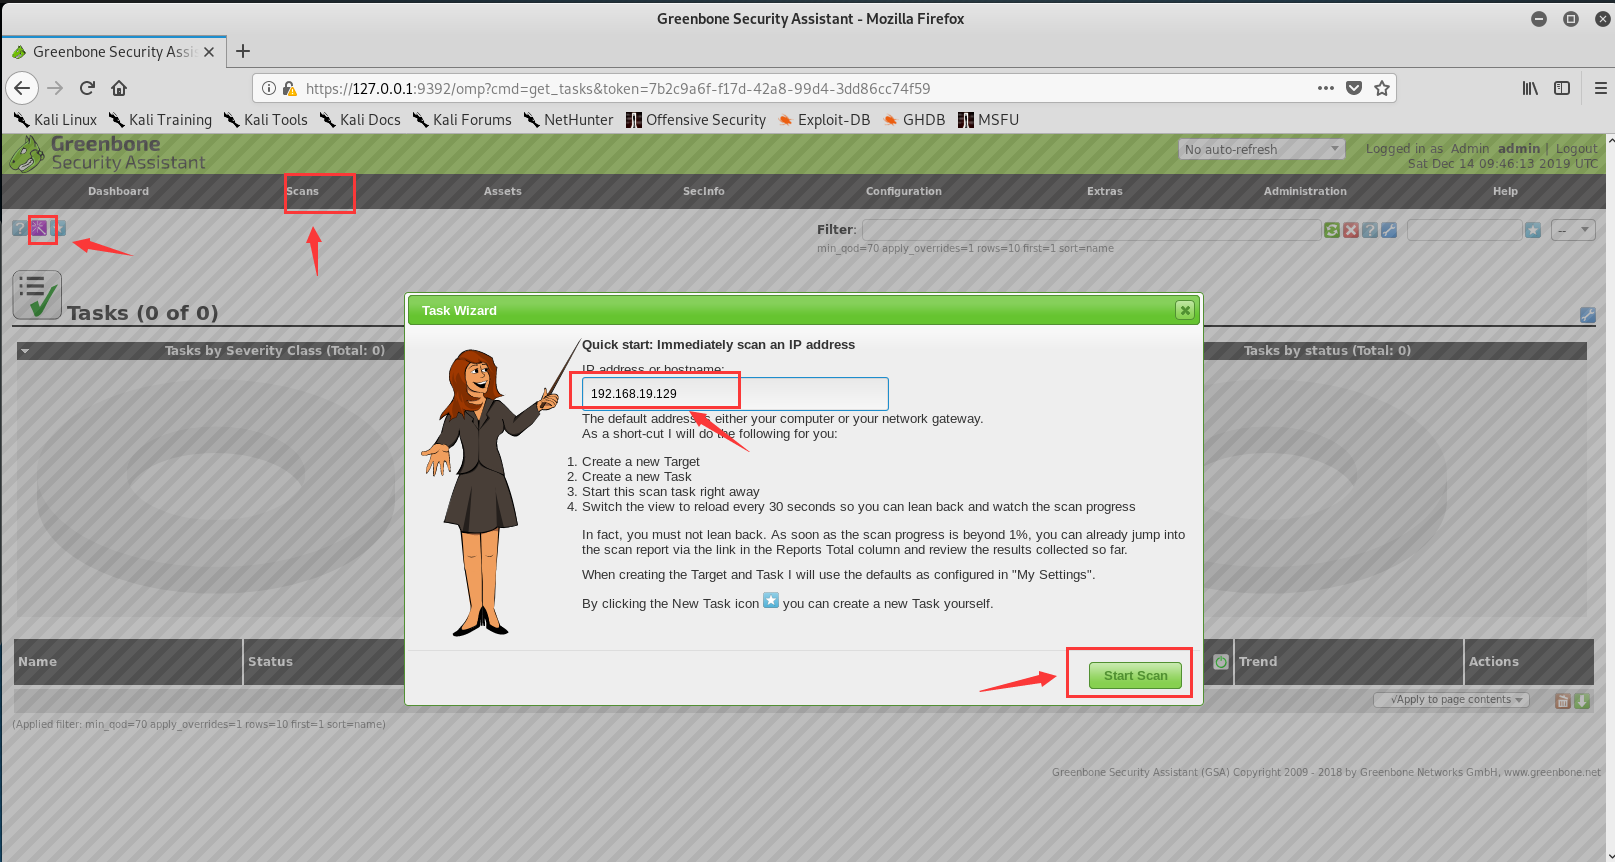 Greenbone Security Assistant - Mozilla Firefox
Greenbone Security Assis
https://127.0.0.1:9392/omp?cmd=get_tasks&token=7b2c9a6f-f17d-42a8-99d4-3dd86cc74f59
Kali Linux Kali Training Kali Tools Kali Docs Kali Forums NetHunter Offensive Security Exploit-DB GHDB MSFU
Greenbone
Security Assistant
No auto-refresh
Logged in as Admin admin | Logout
Sat Dec 14 09:46:13 2019 UTC
Dashboard Scans Assets SecInfo Configuration Extras Administration Help
Filter:
--
min_qod=70 apply_overrides=1 rows=10 first=1 sort=name
Tasks (0 of 0)
Tasks by Severity Class (Total: 0)
Tasks by status (Total: 0)
Task Wizard
Quick start: Immediately scan an IP address
IP address or hostname:
192.168.19.129
The default address is either your computer or your network gateway.
As a short-cut I will do the following for you:
1. Create a new Target
2. Create a new Task
3. Start this scan task right away
4. Switch the view to reload every 30 seconds so you can lean back and watch the scan progress
In fact, you must not lean back. As soon as the scan progress is beyond 1%, you can already jump into
the scan report via the link in the Reports Total column and review the results collected so far.
When creating the Target and Task I will use the defaults as configured in "My Settings".
By clicking the New Task icon you can create a new Task yourself.
Start Scan
Name Status Trend Actions
√Apply to page contents
(Applied filter: min_qod=70 apply_overrides=1 rows=10 first=1 sort=name)
Greenbone Security Assistant (GSA) Copyright 2009 - 2018 by Greenbone Networks GmbH, www.greenbone.net